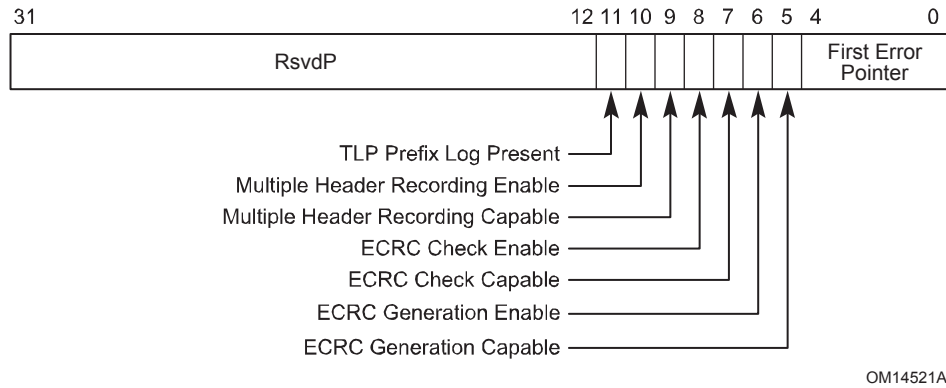 31 12 11 10 9 8 7 6 5 4 0
RsvdP
First Error
Pointer
TLP Prefix Log Present
Multiple Header Recording Enable
Multiple Header Recording Capable
ECRC Check Enable
ECRC Check Capable
ECRC Generation Enable
ECRC Generation Capable
OM14521A